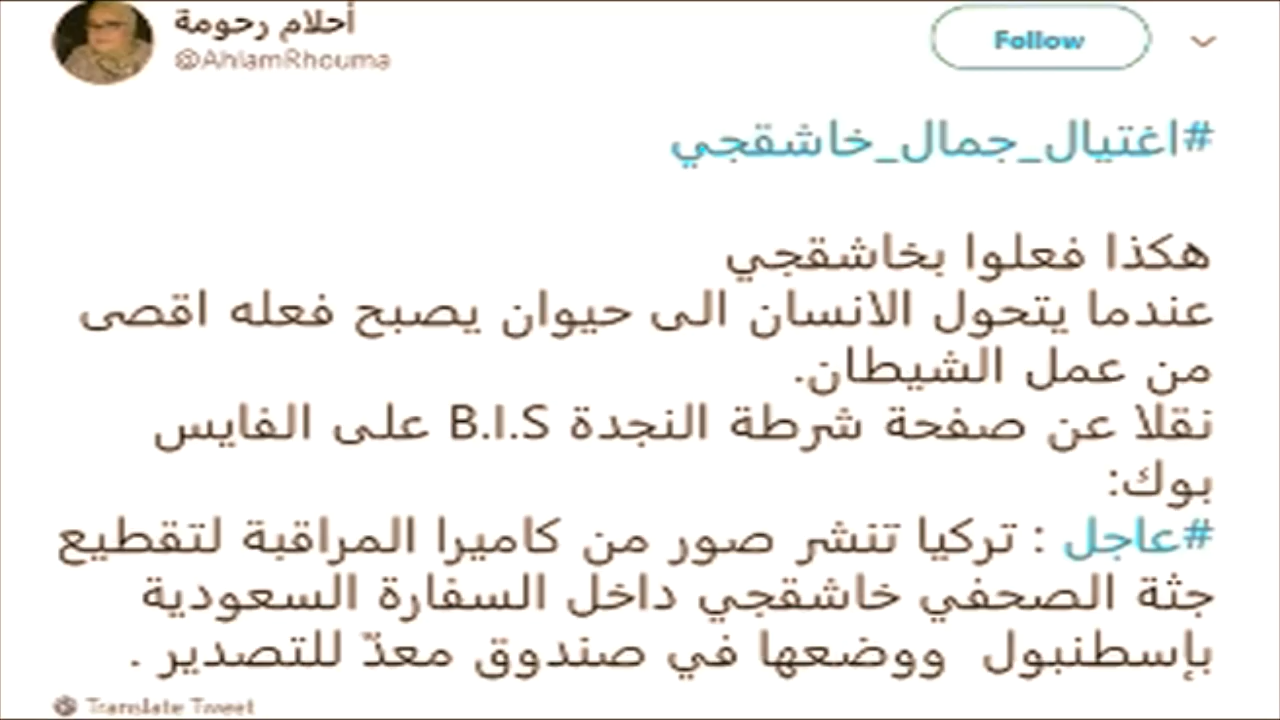 أحلام رحومة
@AhlamRhouma
Follow
#اغتيال_جمال_خاشقجي
هكذا فعلوا بخاشقجي
عندما يتحول الانسان الى حيوان يصبح فعله اقصى
من عمل الشيطان.
نقلا عن صفحة شرطة النجدة B.I.S على الفايس
بوك:
#عاجل : تركيا تنشر صور من كاميرا المراقبة لتقطيع
جثة الصحفي خاشقجي داخل السفارة السعودية
بإسطنبول ووضعها في صندوق معدّ للتصدير .
Translate Tweet